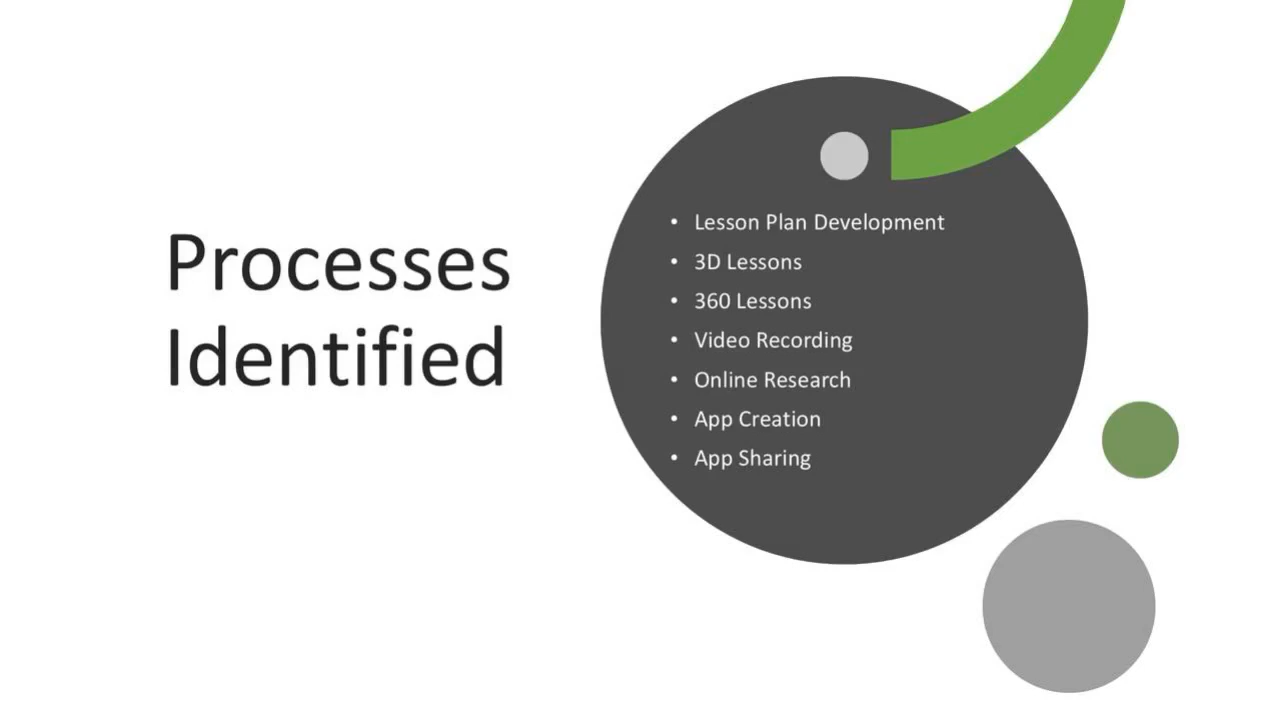 Processes
Identified
• Lesson Plan Development
• 3D Lessons
• 360 Lessons
• Video Recording
• Online Research
• App Creation
• App Sharing